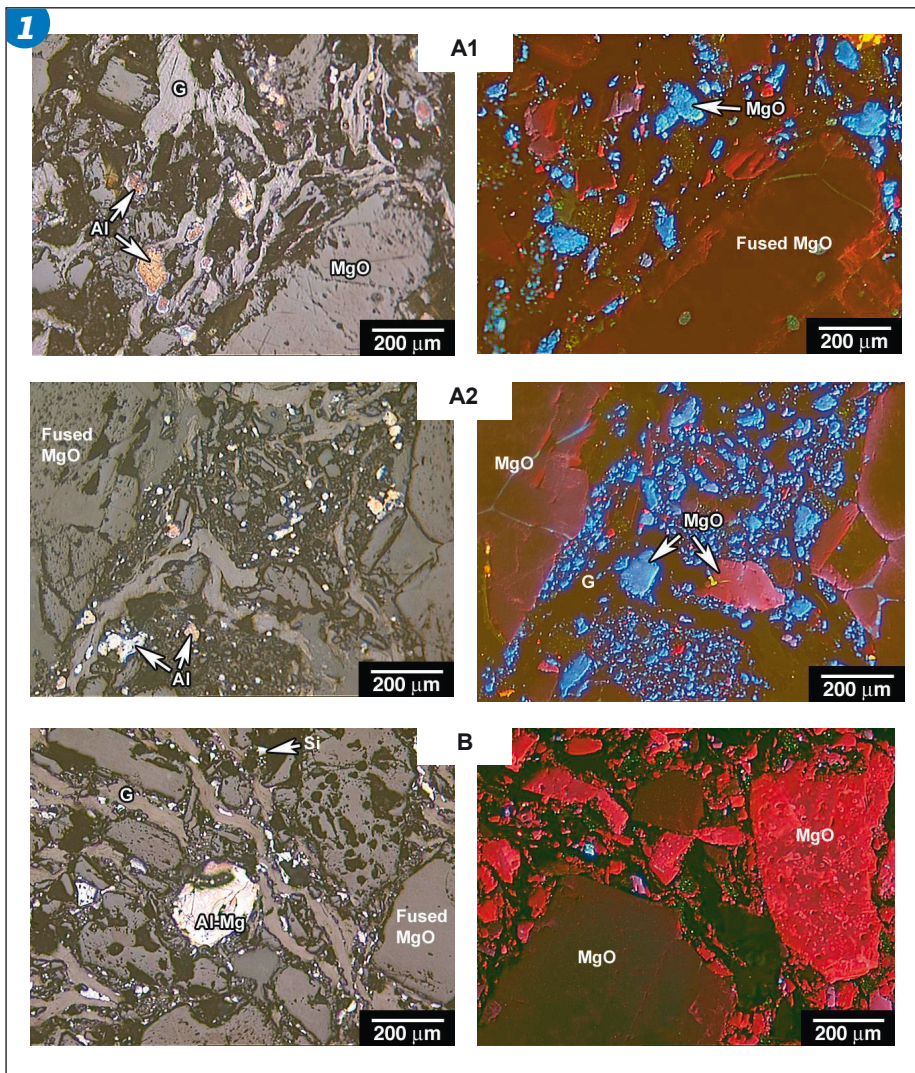 1
A1
G
Al
MgO
200 μm
MgO
Fused MgO
200 μm
A2
Fused
MgO
Al
200 μm
MgO
MgO
G
200 μm
B
Si
G
Al-Mg
Fused
MgO
200 μm
MgO
MgO
200 μm